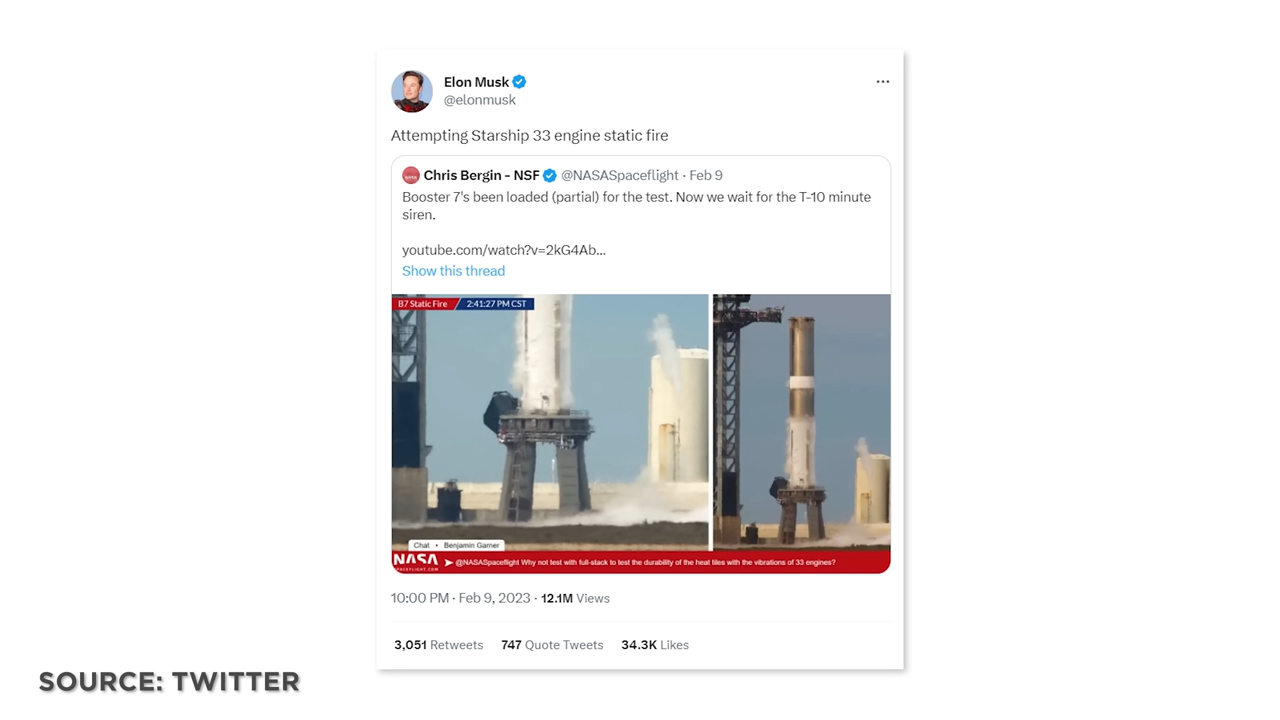 Elon Musk
@elonmusk
Attempting Starship 33 engine static fire
Chris Bergin - NSF @NASASpaceflight · Feb 9
Booster 7's been loaded (partial) for the test. Now we wait for the T-10 minute
siren.
youtube.com/watch?v=2kG4Ab...
Show this thread
B7 Static Fire 2:41:27 PM CST
Chat • Benjamin Garner
NASA
SPACEFLIGHT.COM
@NASASpaceflight Why not test with full-stack to test the durability of the heat tiles with the vibrations of 33 engines?
10:00 PM · Feb 9, 2023 · 12.1M Views
3,051 Retweets 747 Quote Tweets 34.3K Likes
SOURCE: TWITTER